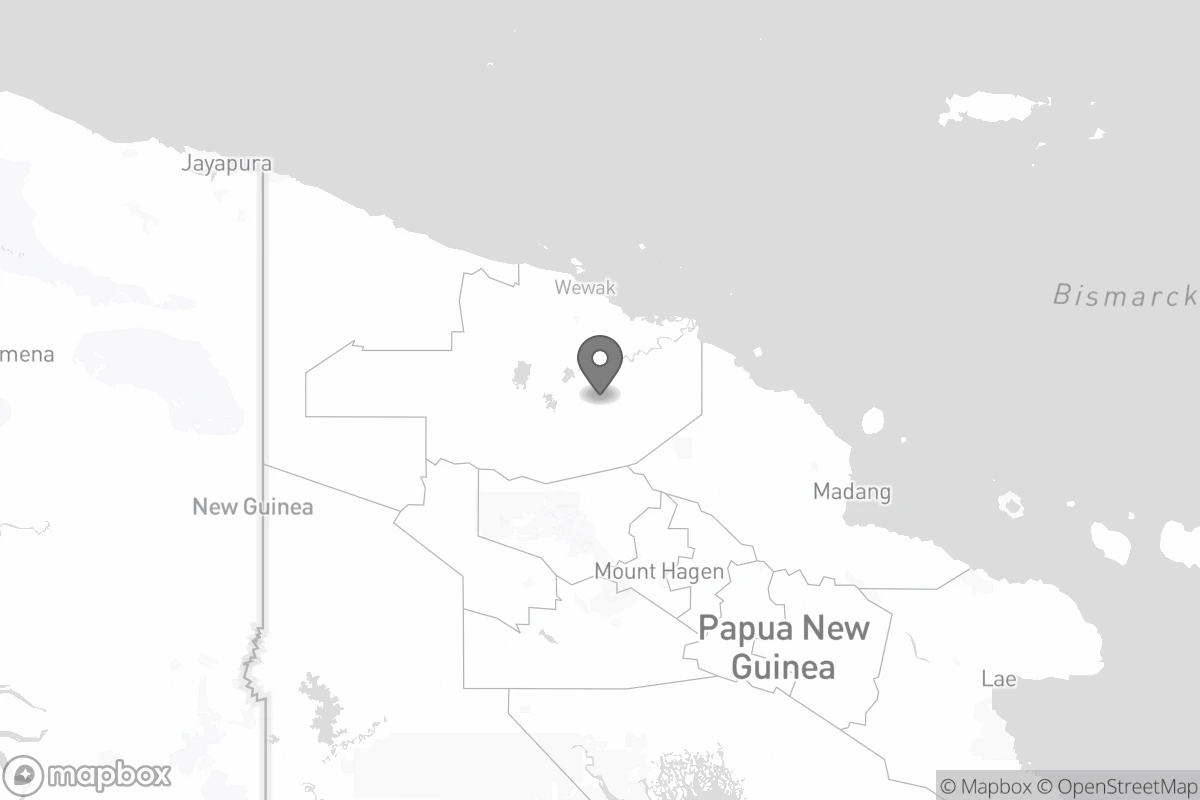 Jayapura
Wewak
Bismarck
mena
Madang
New Guinea
Mount Hagen
Papua New
Guinea
Lae
mapbox
© Mapbox © OpenStreetMap